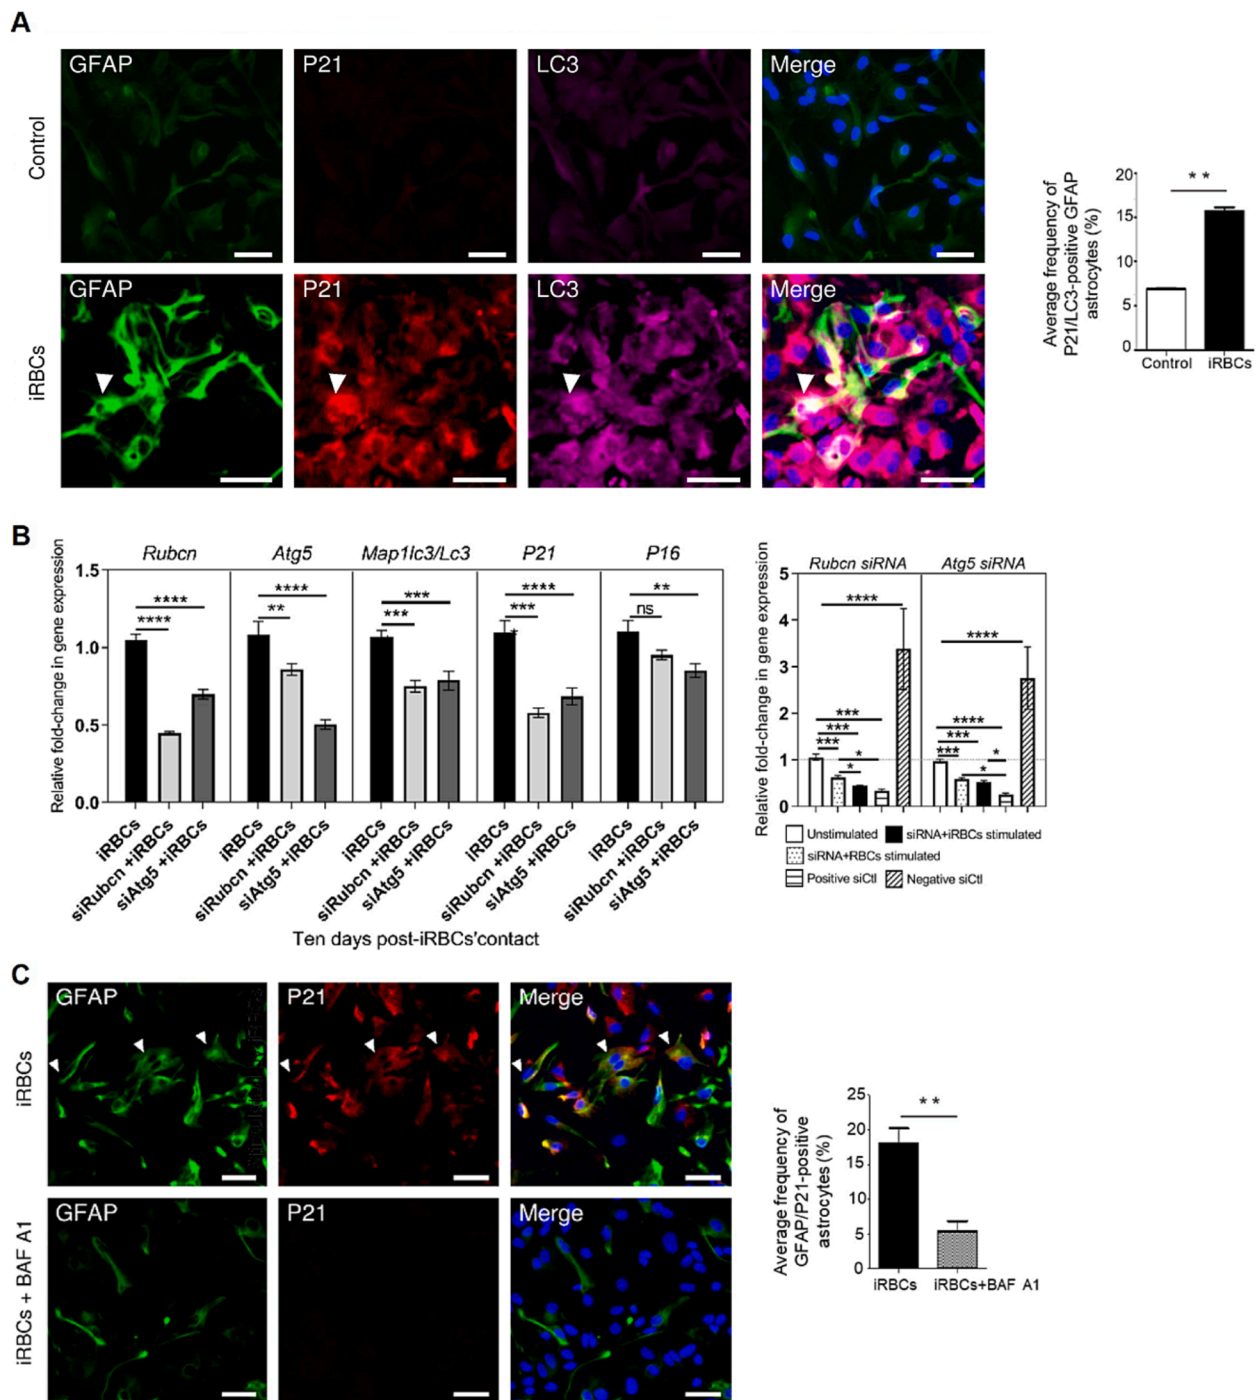 A
GFAP
P21
LC3
Merge
Control
GFAP
P21
LC3
Merge
iRBCs
Average frequency of
P21/LC3-positive GFAP
astrocytes (%)
20
15
10
5
0
**
Control
iRBCs
B
Relative fold-change in gene expression
1.5
1.0
0.5
0.0
Rubcn
Atg5
Map1lc3/Lc3
P21
P16
****
****
****
**
***
***
****
***
**
ns
iRBCs
siRubcn +iRBCs
siAtg5 +iRBCs
iRBCs
siRubcn +iRBCs
siAtg5 +iRBCs
iRBCs
siRubcn +iRBCs
siAtg5 +iRBCs
iRBCs
siRubcn +iRBCs
siAtg5 +iRBCs
iRBCs
siRubcn +iRBCs
siAtg5 +iRBCs
Ten days post-iRBCs'contact
Relative fold-change in gene expression
5
4
3
2
1
0
Rubcn siRNA
Atg5 siRNA
****
***
***
***
*
*
****
****
***
***
*
*
Unstimulated
siRNA+iRBCs stimulated
siRNA+RBCs stimulated
Positive siCtl
Negative siCtl
C
GFAP
P21
Merge
iRBCs
GFAP
P21
Merge
iRBCs + BAF A1
Average frequency of
GFAP/P21-positive
astrocytes (%)
25
20
15
10
5
0
**
iRBCs
iRBCs+BAF A1